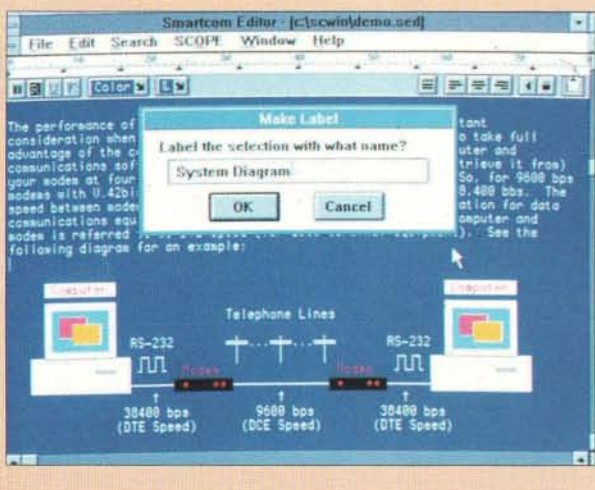 Smartcom Editor - [c:\scwin\demo.sed]
File Edit Search SCOPE Window Help
Color
The performance of
tant
consideration when
o take full
advantage of the
uter and
communications sof
trieve it from)
your modem at four
So, for 9600 bps
modems with V.42bis
8,400 bbs. The
speed between modem
ation for data
communications equ
omputer and
modem is referred
See the
following diagram for an example:
Make Label
Label the selection with what name?
System Diagram
OK Cancel
Computer
Computer
Telephone Lines
RS-232
RS-232
Modem
Modem
38400 bps
(DTE Speed)
9600 bps
(DCE Speed)
38400 bps
(DTE Speed)